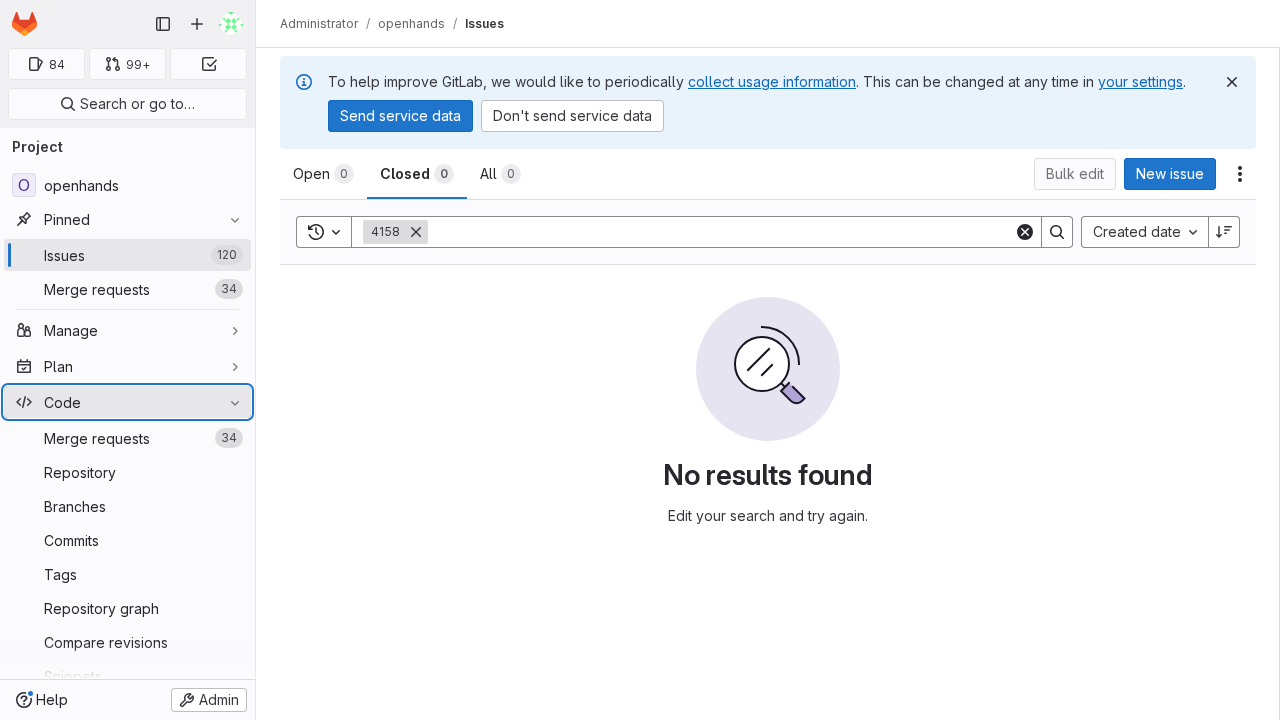 Administrator / openhands / Issues
84
99+
Search or go to…
Project
O openhands
Pinned
Issues 120
Merge requests 34
Manage
Plan
Code
Merge requests 34
Repository
Branches
Commits
Tags
Repository graph
Compare revisions
Snippets
Help
Admin
To help improve GitLab, we would like to periodically collect usage information. This can be changed at any time in your settings.
Send service data
Don't send service data
Open 0
Closed 0
All 0
Bulk edit
New issue
4158
Created date
No results found
Edit your search and try again.